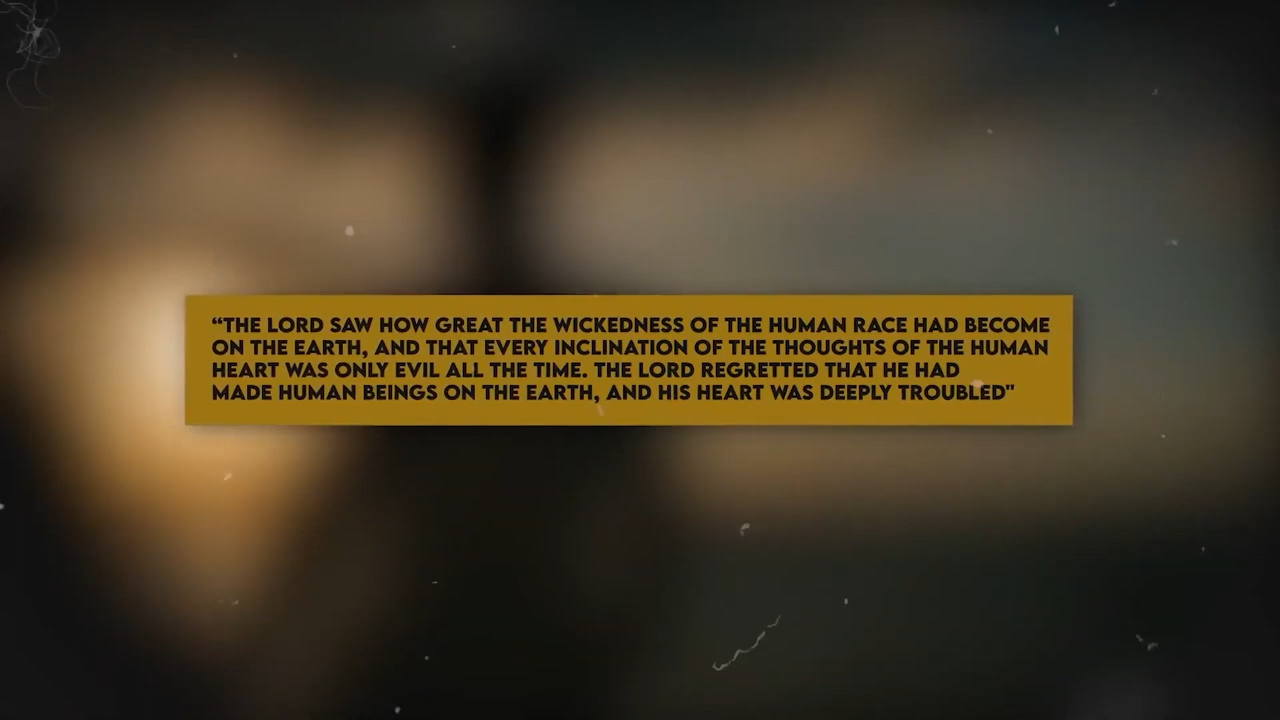 “THE LORD SAW HOW GREAT THE WICKEDNESS OF THE HUMAN RACE HAD BECOME
ON THE EARTH, AND THAT EVERY INCLINATION OF THE THOUGHTS OF THE HUMAN
HEART WAS ONLY EVIL ALL THE TIME. THE LORD REGRETTED THAT HE HAD
MADE HUMAN BEINGS ON THE EARTH, AND HIS HEART WAS DEEPLY TROUBLED"